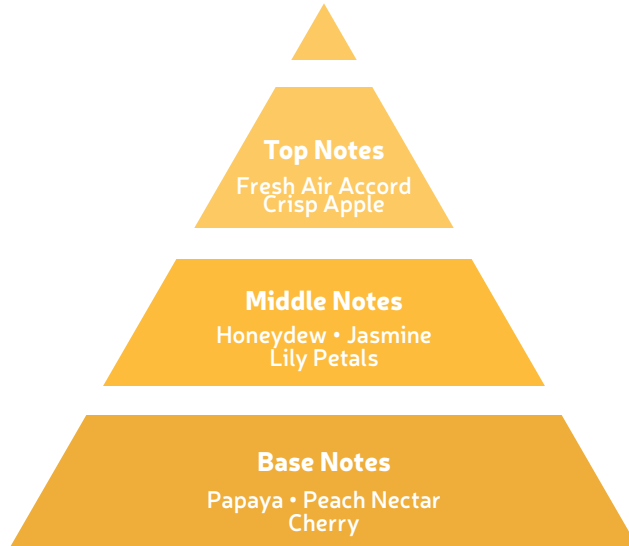 Top Notes
Fresh Air Accord
Crisp Apple
Middle Notes
Honeydew • Jasmine
Lily Petals
Base Notes
Papaya • Peach Nectar
Cherry